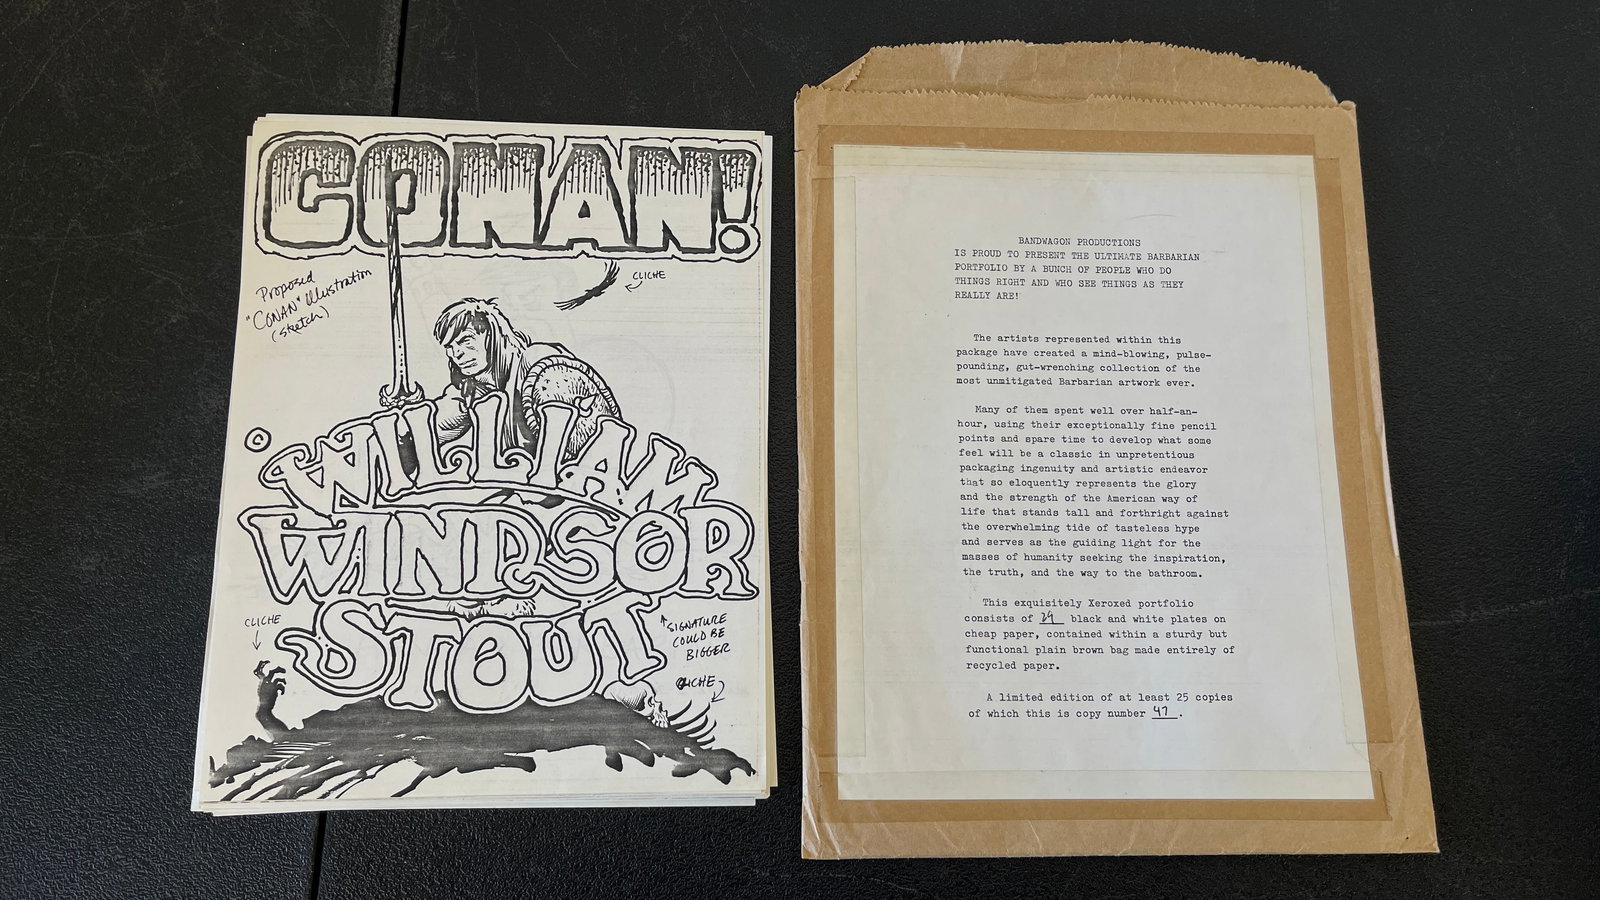 CONAN!
Proposed
"CONAN" illustration
(sketch)
CLICHE
©
WILLIAM
WINDSOR
STOUT
CLICHE
SIGNATURE
COULD BE
BIGGER
CLICHE
BANDWAGON PRODUCTIONS
IS PROUD TO PRESENT THE ULTIMATE BARBARIAN
PORTFOLIO BY A BUNCH OF PEOPLE WHO DO
THINGS RIGHT AND WHO SEE THINGS AS THEY
REALLY ARE!
The artists represented within this
package have created a mind-blowing, pulse-
pounding, gut-wrenching collection of the
most unmitigated Barbarian artwork ever.
Many of them spent well over half-an-
hour, using their exceptionally fine pencil
points and spare time to develop what some
feel will be a classic in unpretentious
packaging ingenuity and artistic endeavor
that so eloquently represents the glory
and the strength of the American way of
life that stands tall and forthright against
the overwhelming tide of tasteless hype
and serves as the guiding light for the
masses of humanity seeking the inspiration,
the truth, and the way to the bathroom.
This exquisitely Xeroxed portfolio
consists of 29 black and white plates on
cheap paper, contained within a sturdy but
functional plain brown bag made entirely of
recycled paper.
A limited edition of at least 25 copies
of which this is copy number 47.